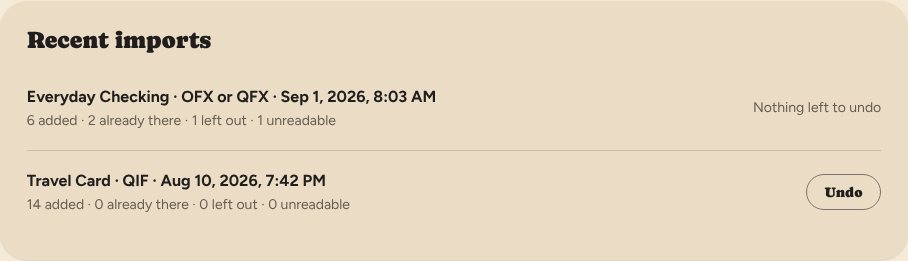 Recent imports
Everyday Checking · OFX or QFX · Sep 1, 2026, 8:03 AM
6 added · 2 already there · 1 left out · 1 unreadable
Nothing left to undo
Travel Card · QIF · Aug 10, 2026, 7:42 PM
14 added · 0 already there · 0 left out · 0 unreadable
Undo